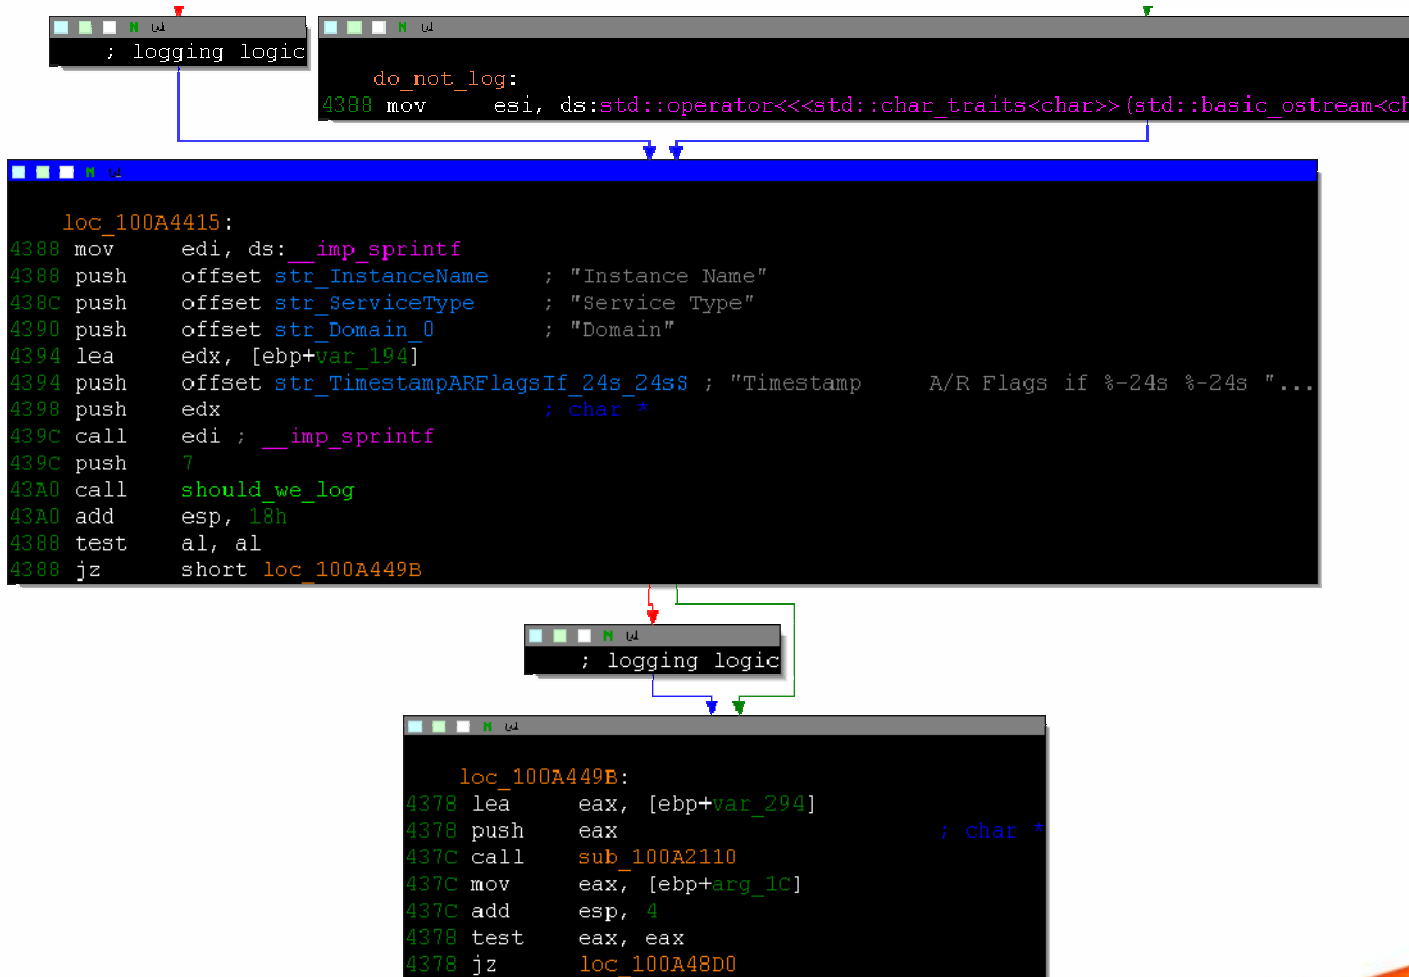 ; logging logic
do_not_log:
4388 mov esi, ds:std::operator<<<std::char_traits<char>>(std::basic_ostream<ch
loc_100A4415:
4388 mov edi, ds:__imp_sprintf
4388 push offset str_InstanceName ; "Instance Name"
438C push offset str_ServiceType ; "Service Type"
4390 push offset str_Domain_0 ; "Domain"
4394 lea edx, [ebp+var_194]
4394 push offset str_TimestampARFlagsIf_24s_24sS ; "Timestamp A/R Flags if %-24s %-24s "...
4398 push edx ; char *
439C call edi ; __imp_sprintf
439C push 7
43A0 call should_we_log
43A0 add esp, 18h
4388 test al, al
4388 jz short loc_100A449B
; logging logic
loc_100A449B:
4378 lea eax, [ebp+var_294]
4378 push eax ; char *
437C call sub_100A2110
437C mov eax, [ebp+arg_1C]
437C add esp, 4
4378 test eax, eax
4378 jz loc_100A48D0